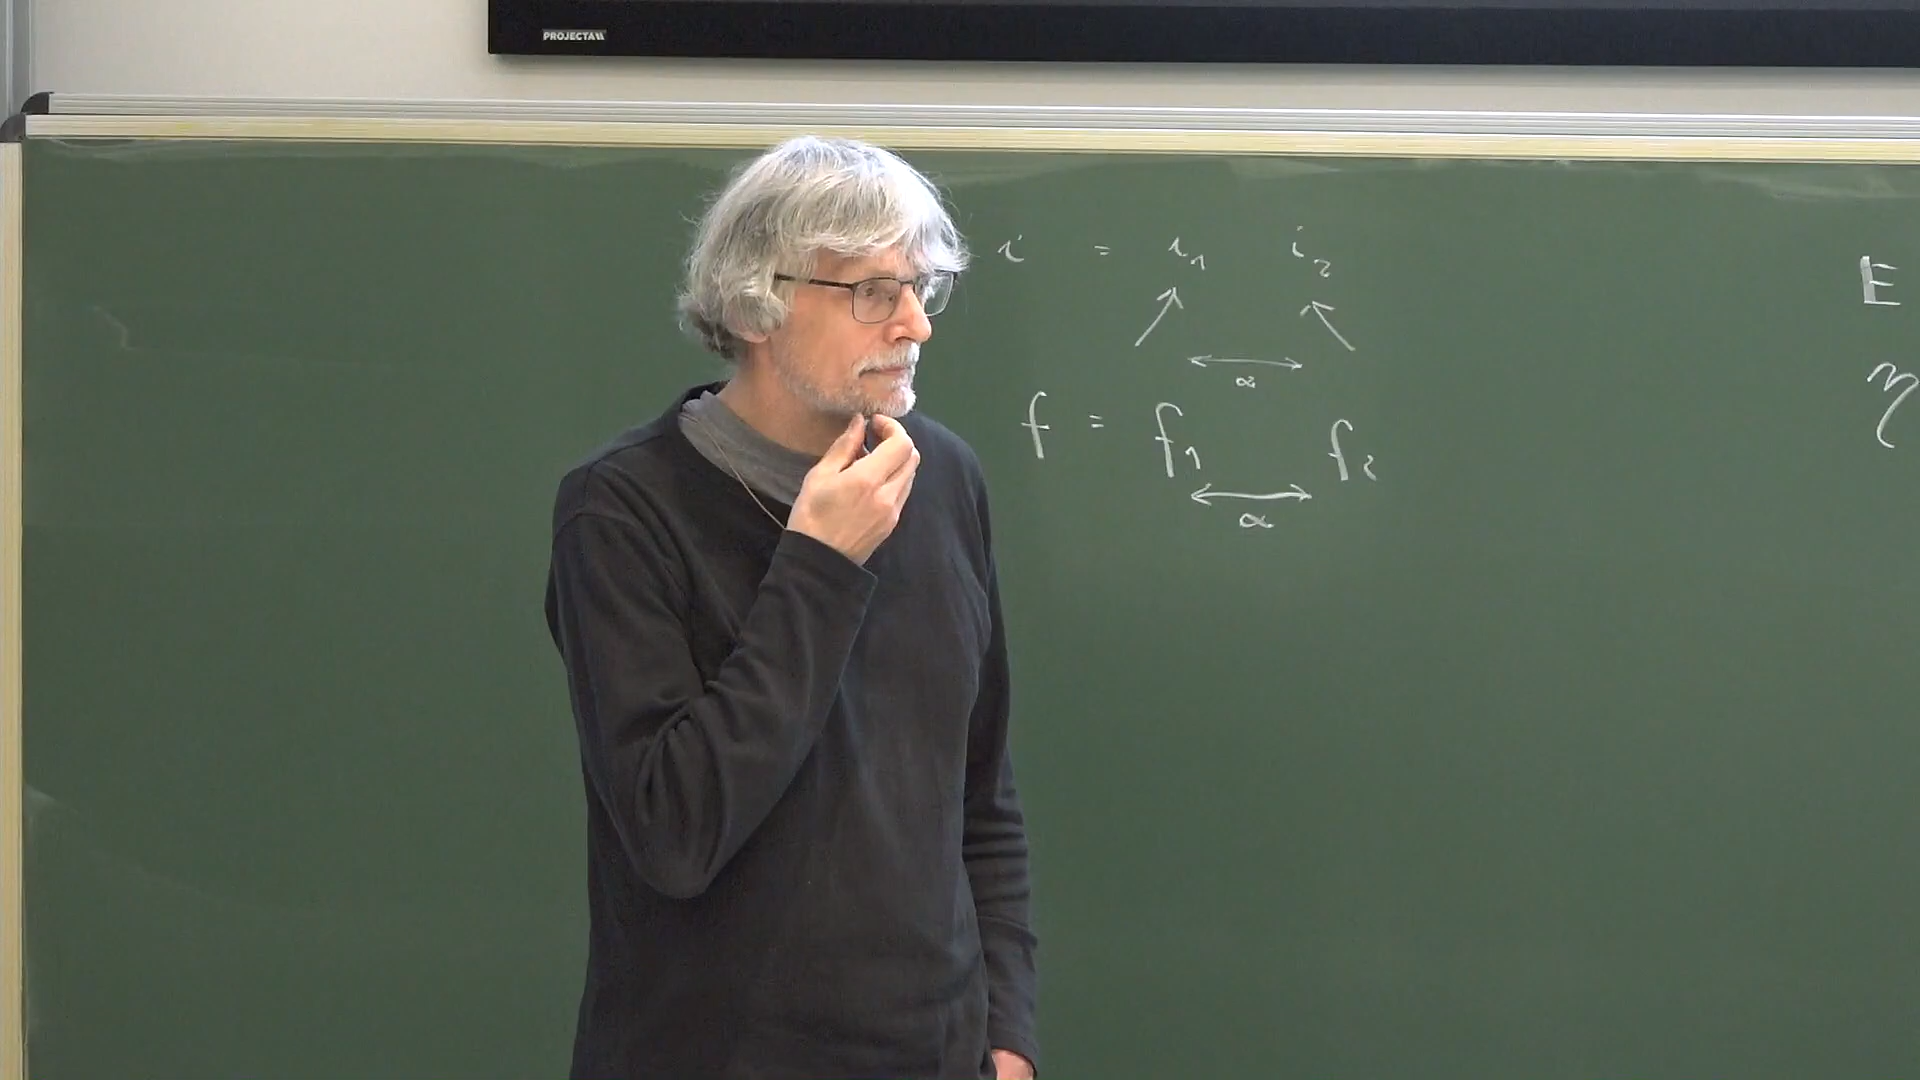 PROJECTA
i = i₁ i₂
α
f = f₁ f₂
α
E
η